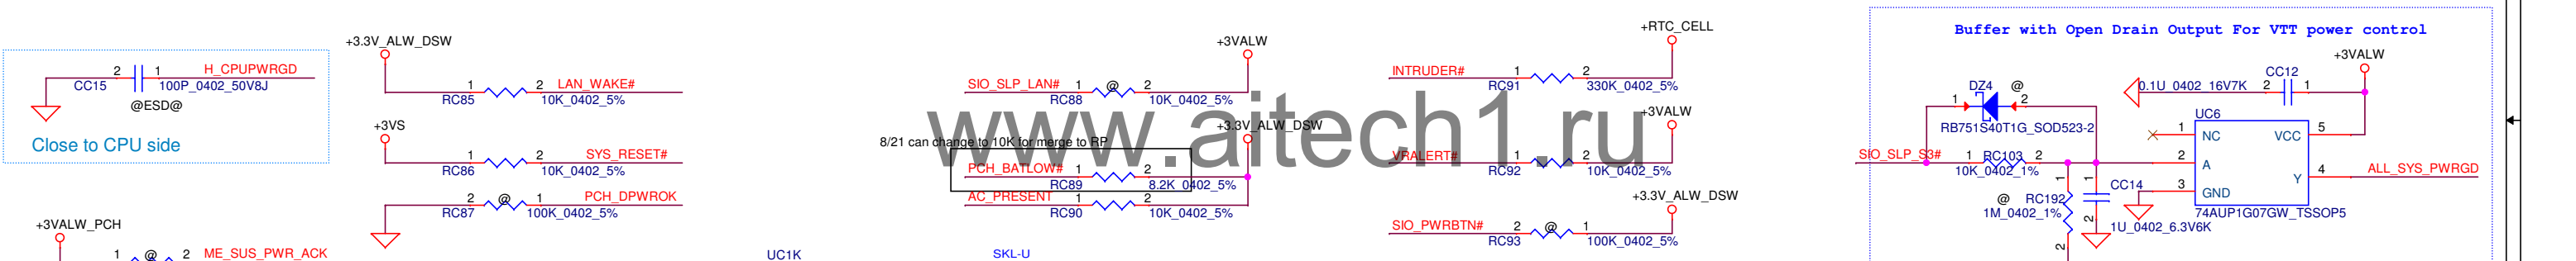 H_CPUPWRGD
2 1
CC15 100P_0402_50V8J
@ESD@
Close to CPU side
+3VALW_PCH
1 @ 2 ME_SUS_PWR_ACK
+3.3V_ALW_DSW
1 2 LAN_WAKE#
RC85 10K_0402_5%
+3VS
1 2 SYS_RESET#
RC86 10K_0402_5%
2 @ 1 PCH_DPWROK
RC87 100K_0402_5%
UC1K
SKL-U
+3VALW
SIO_SLP_LAN# 1 @ 2
RC88 10K_0402_5%
+3.3V_ALW_DSW
8/21 can change to 10K for merge to RP
PCH_BATLOW# 1 2
RC89 8.2K_0402_5%
AC_PRESENT 1 2
RC90 10K_0402_5%
www.aitech1.ru
+RTC_CELL
INTRUDER# 1 2
RC91 330K_0402_5%
+3VALW
VRALERT# 1 2
RC92 10K_0402_5%
+3.3V_ALW_DSW
SIO_PWRBTN# 2 @ 1
RC93 100K_0402_5%
Buffer with Open Drain Output For VTT power control
+3VALW
CC12
0.1U_0402_16V7K 2 1
DZ4 @
1 2
RB751S40T1G_SOD523-2
UC6
1 NC VCC 5
SIO_SLP_S3# 1 RC103 2
10K_0402_1%
2 A
Y 4 ALL_SYS_PWRGD
3 GND
74AUP1G07GW_TSSOP5
1
@ RC192
1M_0402_1%
2
1
CC14
2
1U_0402_6.3V6K